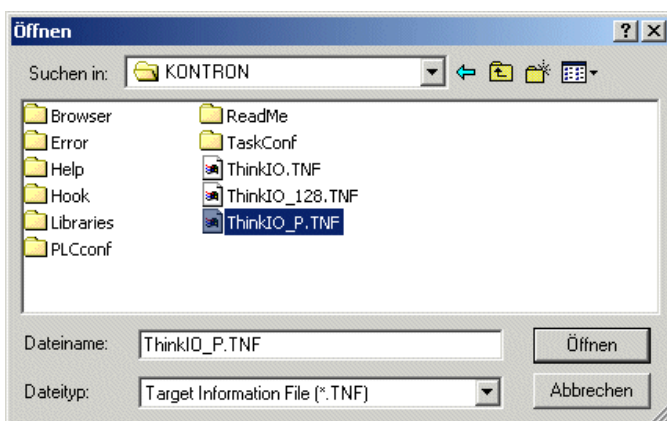 Öffnen
Suchen in: KONTRON
Browser
Error
Help
Hook
Libraries
PLCconf
ReadMe
TaskConf
ThinkIO.TNF
ThinkIO_128.TNF
ThinkIO_P.TNF
Dateiname: ThinkIO_P.TNF Öffnen
Dateityp: Target Information File (*.TNF) Abbrechen